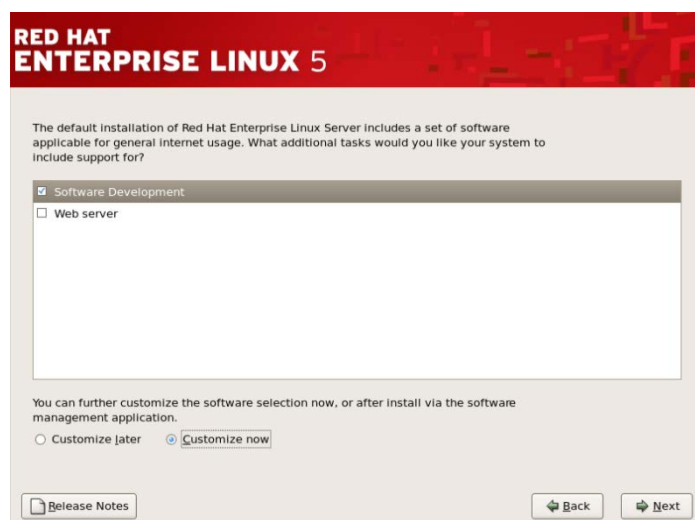 RED HAT
ENTERPRISE LINUX 5
The default installation of Red Hat Enterprise Linux Server includes a set of software
applicable for general internet usage. What additional tasks would you like your system to
include support for?
Software Development
Web server
You can further customize the software selection now, or after install via the software
management application.
Customize later Customize now
Release Notes Back Next